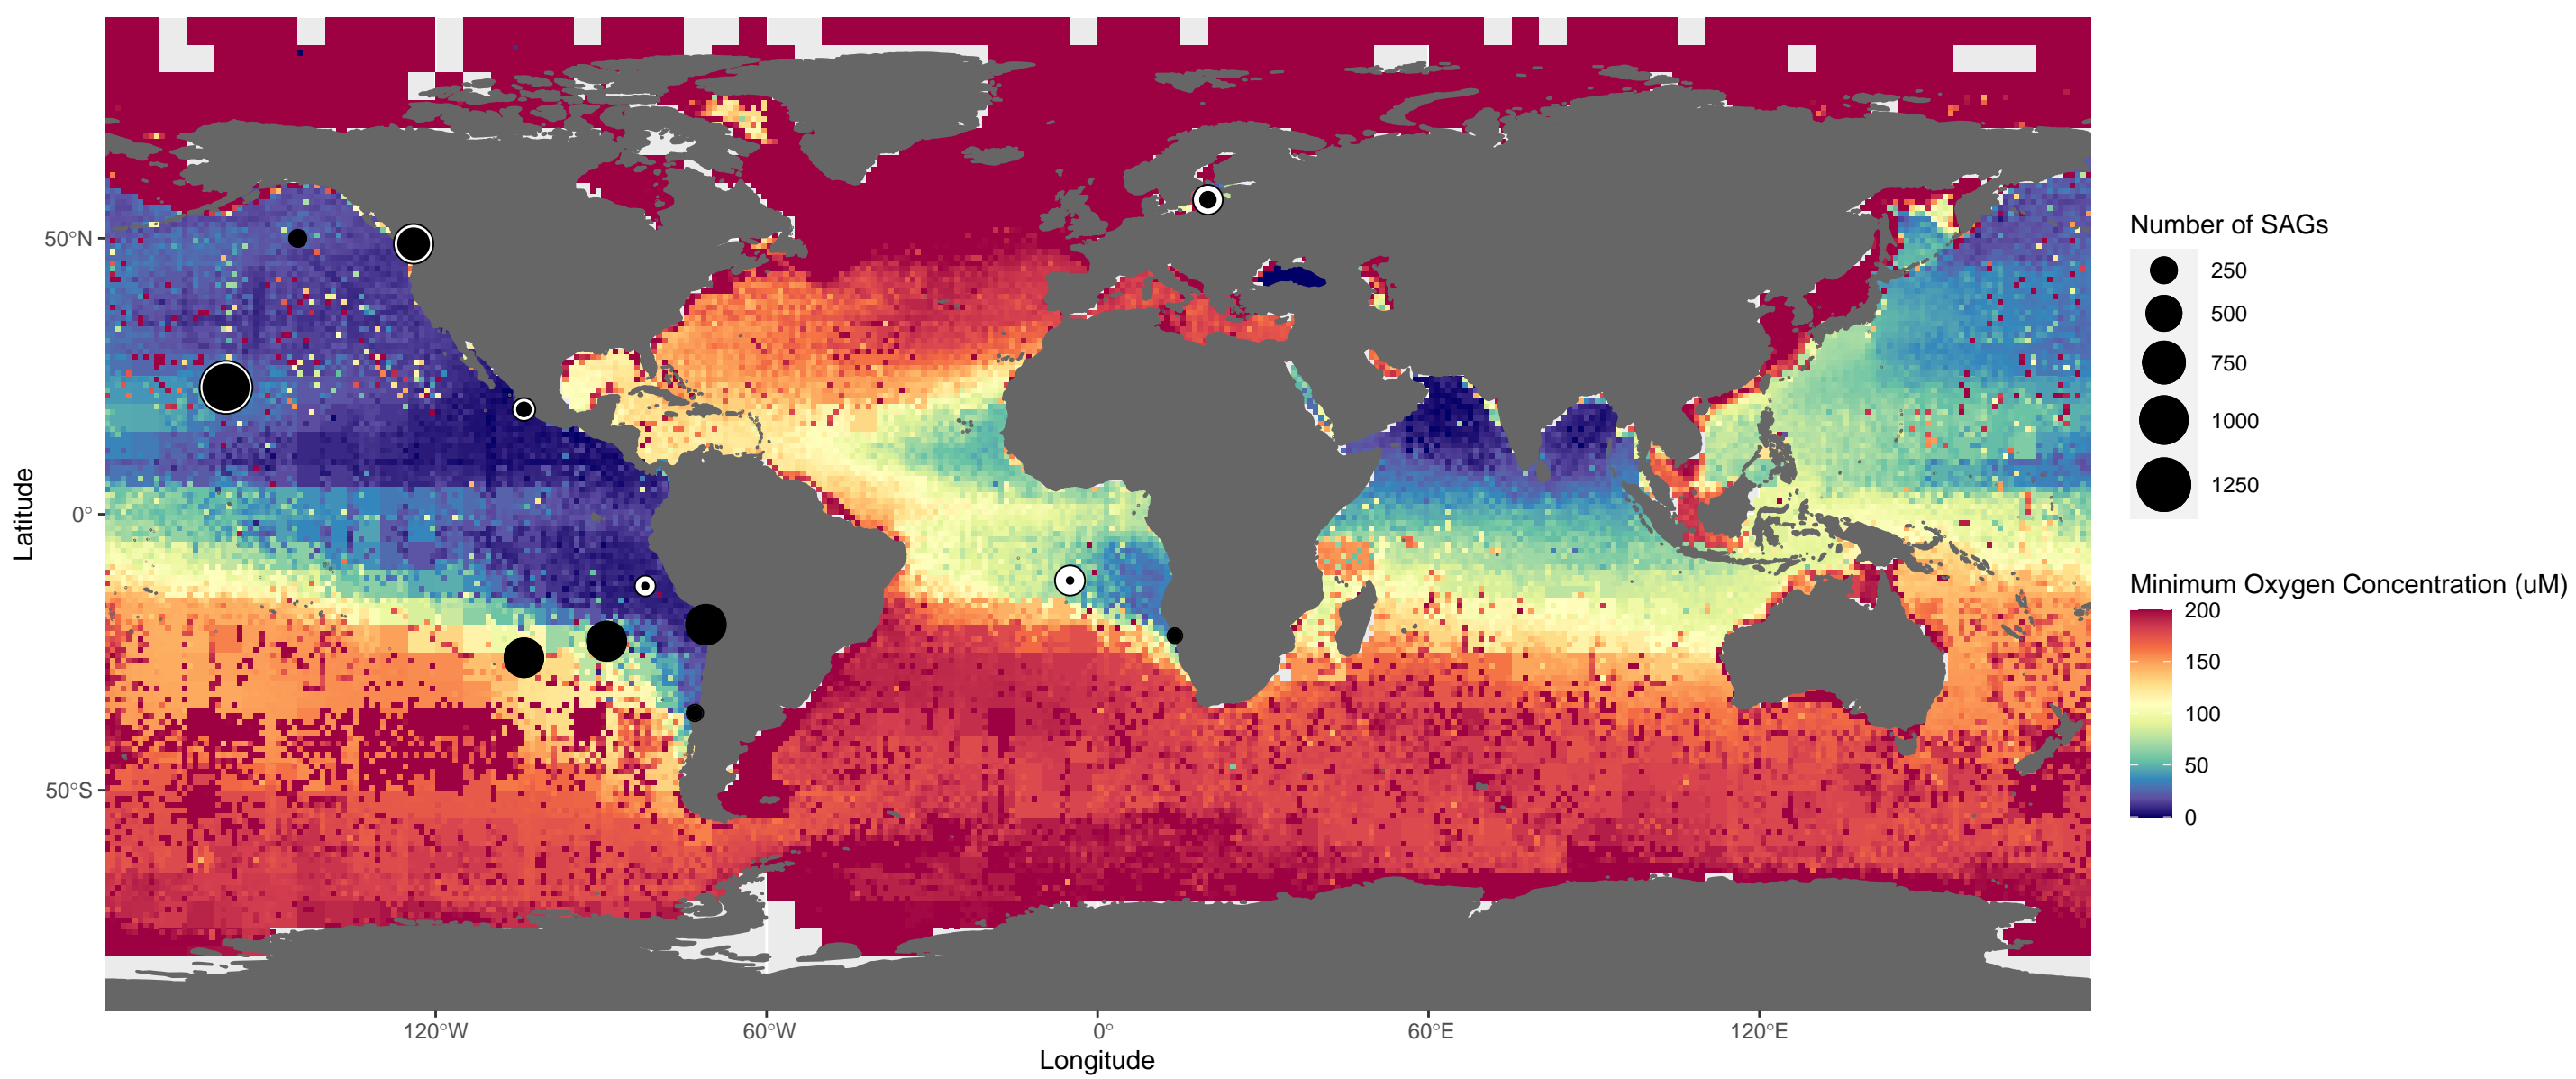 Latitude
50°N
0°
50°S
120°W
60°W
0°
60°E
120°E
Longitude
Number of SAGs
250
500
750
1000
1250
Minimum Oxygen Concentration (uM)
200
150
100
50
0